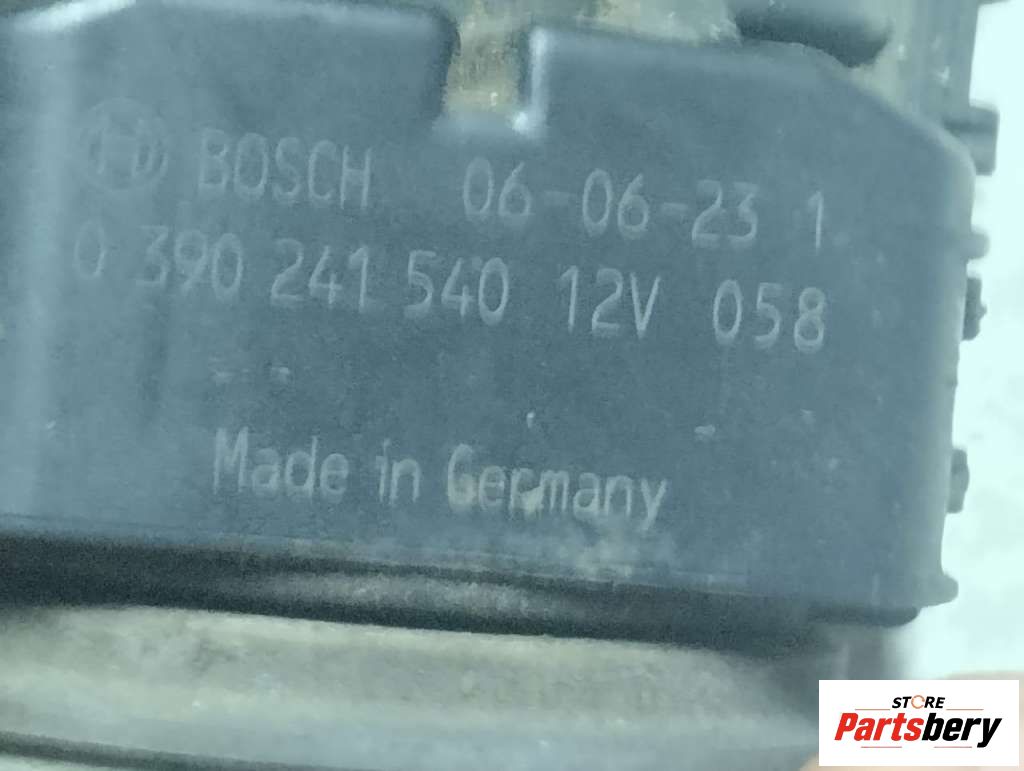 BOSCH 06-06-23 1
0 390 241 540 12V 058
Made in Germany
STORE
Partsbery